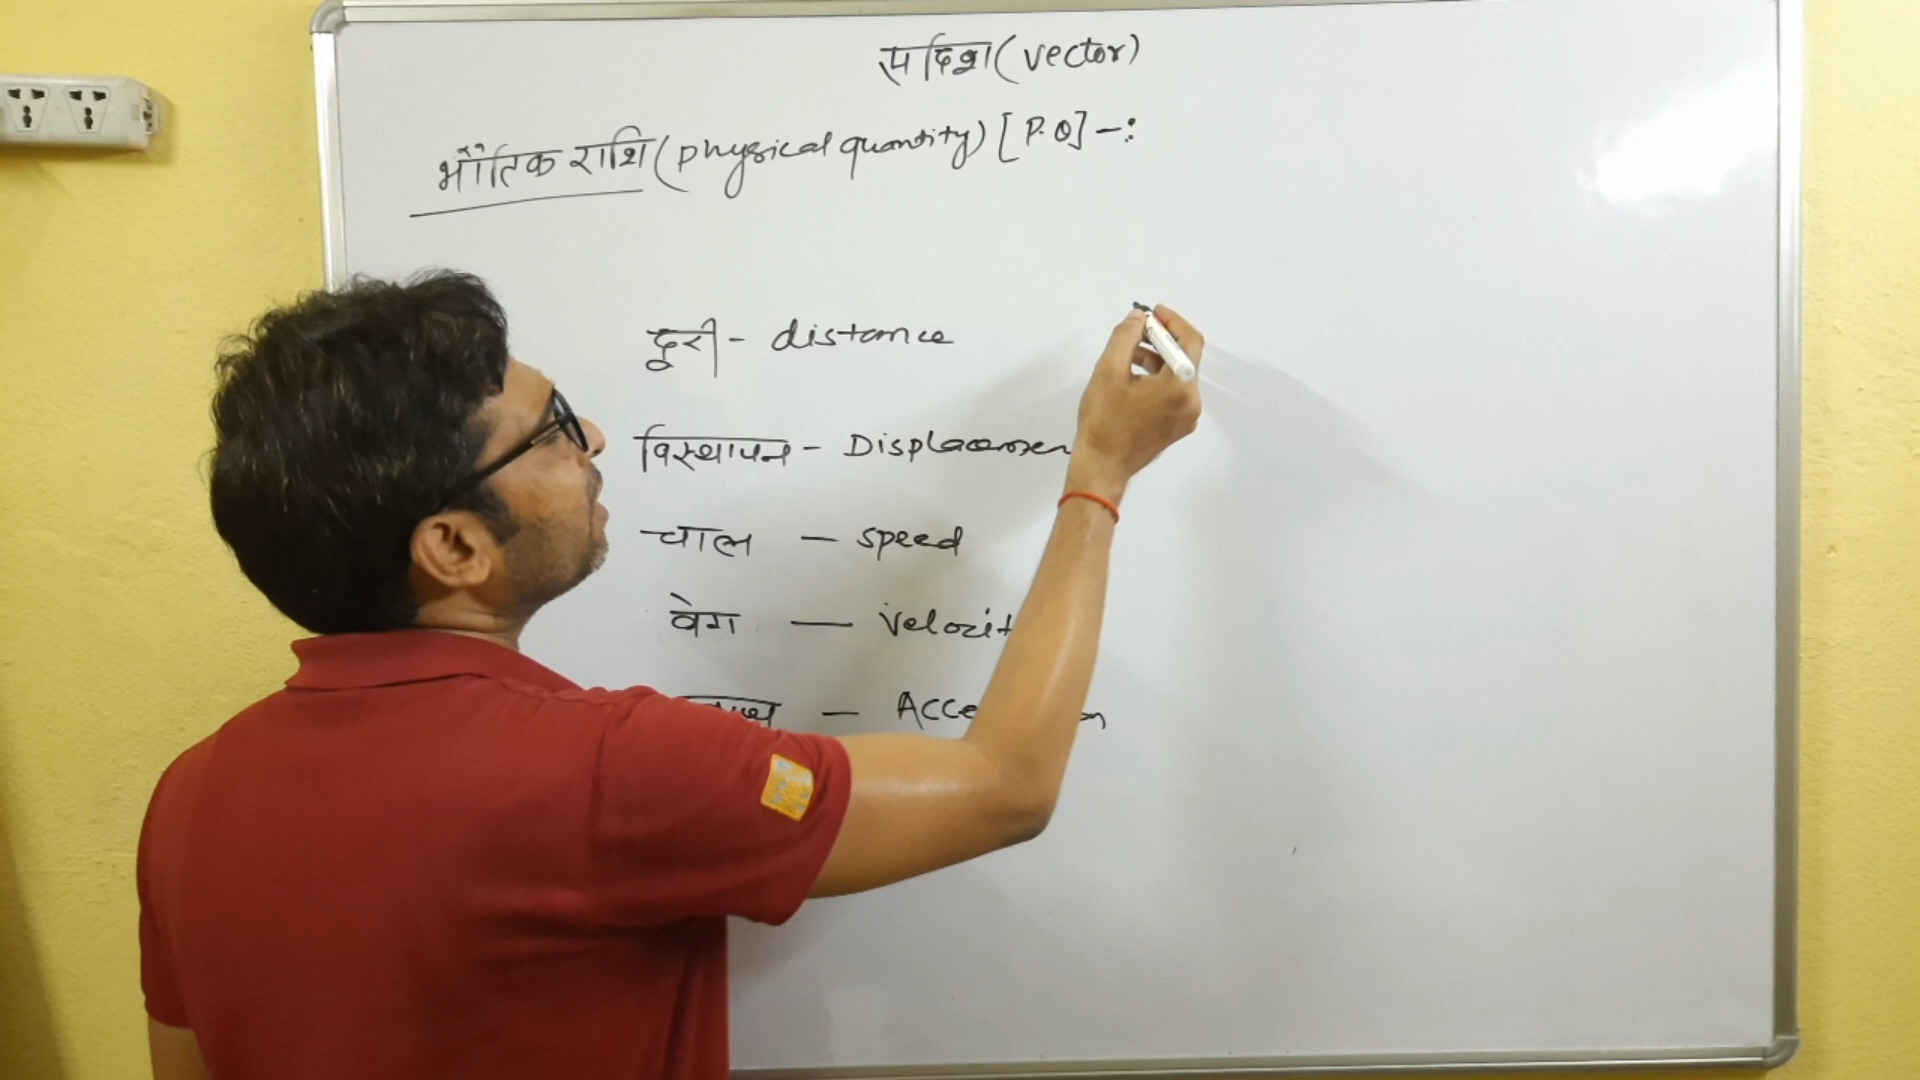 सदिश (vector)
भौतिक राशि (physical quantity) [P.Q] -:
दूरी - distance
विस्थापन - Displacemen
चाल - speed
वेग - velocit
- Acce